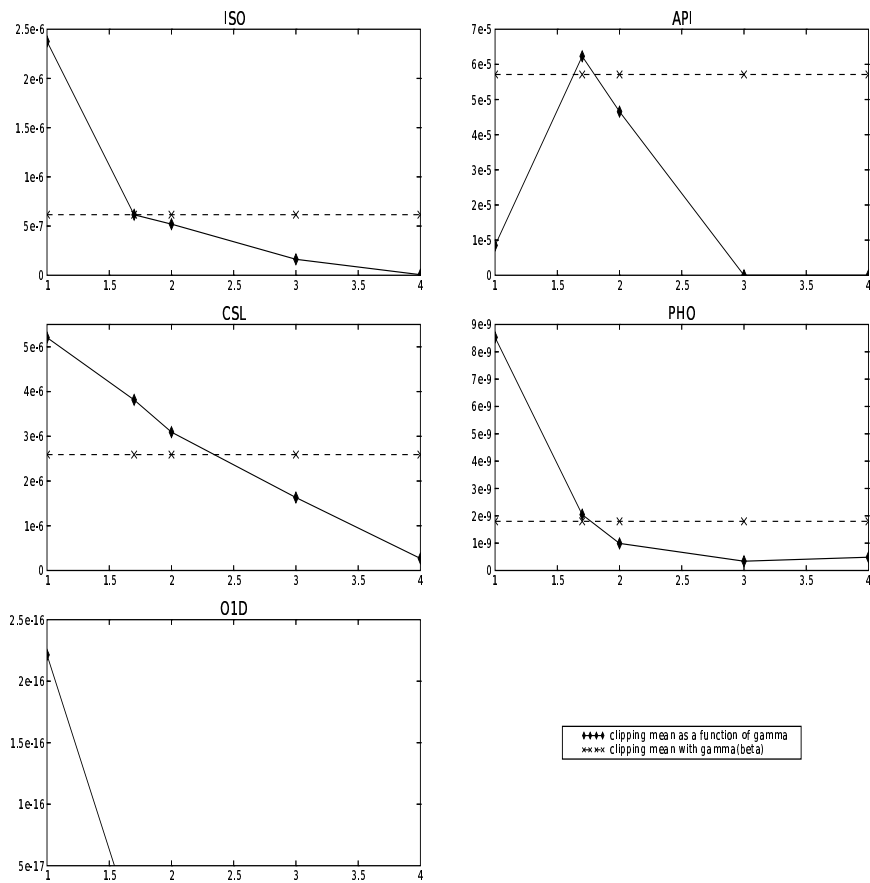 ISO
2.5e-6
2e-6
1.5e-6
1e-6
5e-7
0
1 1.5 2 2.5 3 3.5 4
API
7e-5
6e-5
5e-5
4e-5
3e-5
2e-5
1e-5
0
1 1.5 2 2.5 3 3.5 4
CSL
5e-6
4e-6
3e-6
2e-6
1e-6
0
1 1.5 2 2.5 3 3.5 4
PHO
9e-9
8e-9
7e-9
6e-9
5e-9
4e-9
3e-9
2e-9
1e-9
0
1 1.5 2 2.5 3 3.5 4
O1D
2.5e-16
2e-16
1.5e-16
1e-16
5e-17
1 1.5 2 2.5 3 3.5 4
clipping mean as a function of gamma
clipping mean with gamma(beta)